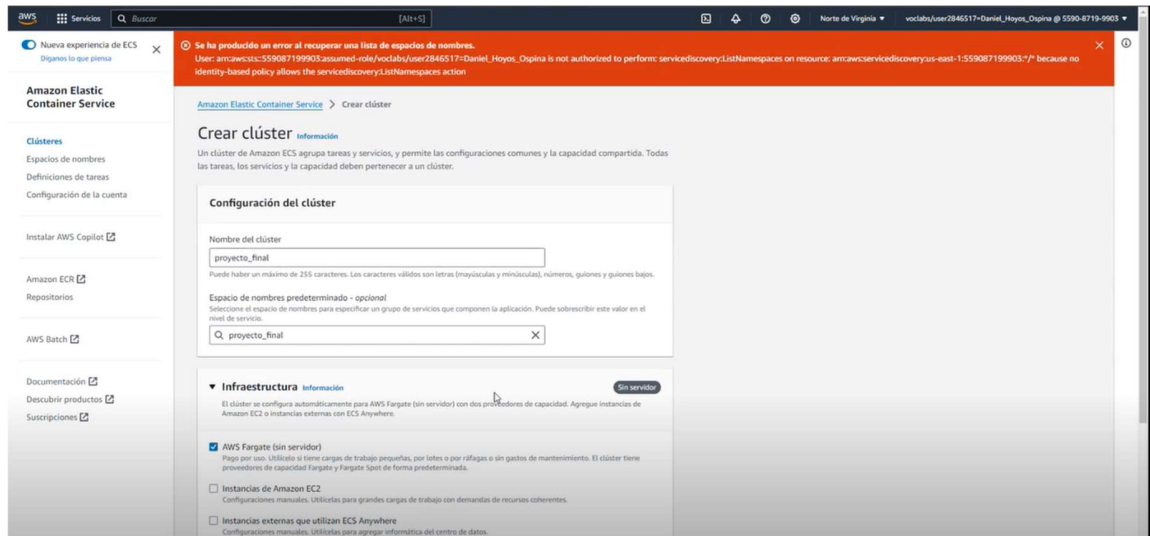 aws
Servicios
Buscar
[Alt+S]
Norte de Virginia
voclabs/user2846517=Daniel_Hoyos_Ospina @ 5590-8719-9903
Nueva experiencia de ECS
Díganos lo que piensa
Se ha producido un error al recuperar una lista de espacios de nombres.
User: arn:aws:sts::559087199903:assumed-role/voclabs/user2846517=Daniel_Hoyos_Ospina is not authorized to perform: servicediscovery:ListNamespaces on resource: arn:aws:servicediscovery:us-east-1:559087199903:*/* because no
identity-based policy allows the servicediscovery:ListNamespaces action
Amazon Elastic
Container Service
Clústeres
Espacios de nombres
Definiciones de tareas
Configuración de la cuenta
Instalar AWS Copilot
Amazon ECR
Repositorios
AWS Batch
Documentación
Descubrir productos
Suscripciones
Amazon Elastic Container Service > Crear clúster
Crear clúster Información
Un clúster de Amazon ECS agrupa tareas y servicios, y permite las configuraciones comunes y la capacidad compartida. Todas
las tareas, los servicios y la capacidad deben pertenecer a un clúster.
Configuración del clúster
Nombre del clúster
proyecto_final
Puede haber un máximo de 255 caracteres. Los caracteres válidos son letras (mayúsculas y minúsculas), números, guiones y guiones bajos.
Espacio de nombres predeterminado - opcional
Seleccione el espacio de nombres para especificar un grupo de servicios que componen la aplicación. Puede sobrescribir este valor en el
nivel de servicio.
proyecto_final
Infraestructura Información
Sin servidor
El clúster se configura automáticamente para AWS Fargate (sin servidor) con dos proveedores de capacidad. Agregue instancias de
Amazon EC2 o instancias externas con ECS Anywhere.
AWS Fargate (sin servidor)
Pago por uso. Utilícelo si tiene cargas de trabajo pequeñas, por lotes o por ráfagas o sin gastos de mantenimiento. El clúster tiene
proveedores de capacidad Fargate y Fargate Spot de forma predeterminada.
Instancias de Amazon EC2
Configuraciones manuales. Utilícelas para grandes cargas de trabajo con demandas de recursos coherentes.
Instancias externas que utilizan ECS Anywhere
Configuraciones manuales. Utilícelas para agregar informática del centro de datos.